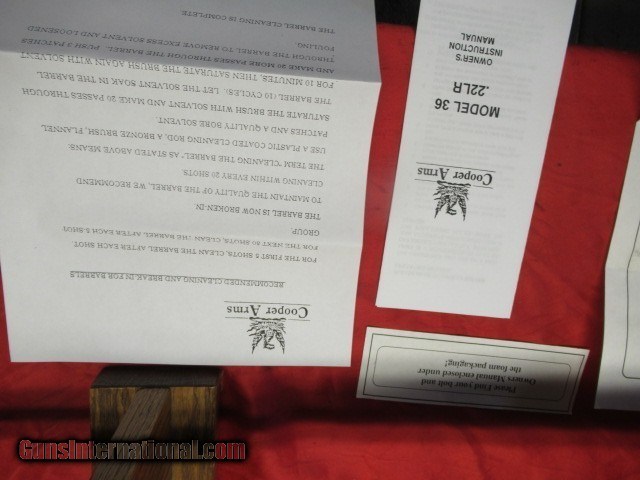 Cooper Arms
RECOMMENDED CLEANING AND BREAK IN FOR BARRELS
FOR THE FIRST 5 SHOTS, CLEAN THE BARREL AFTER EACH SHOT
FOR THE NEXT 20 SHOTS, CLEAN THE BARREL AFTER EACH 5-SHOT
GROUP.
THE BARREL IS NOW BROKEN IN
TO MAINTAIN THE QUALITY OF THE BARREL, WE RECOMMEND
CLEANING EVERY WITHIN 20 SHOTS.
THE TERM "CLEANING THE BARREL" AS STATED ABOVE MEANS:
USE A PLASTIC COATED CLEANING ROD, A BRONZE BRUSH, FLANNEL
PATCHES AND A QUALITY BORE SOLVENT.
SATURATE THE BRUSH WITH SOLVENT AND MAKE 20 PASSES THROUGH
THE BARREL (10 CYCLES). LET THE SOLVENT SOAK IN THE BARREL
FOR 10 MINUTES, THEN SATURATE THE BRUSH AGAIN WITH SOLVENT
AND MAKE 20 MORE PASSES THROUGH THE BARREL. PUSH 3 PATCHES
THROUGH THE BARREL TO REMOVE EXCESS SOLVENT AND LOOSENED
FOULING.
THE BARREL CLEANING IS COMPLETE
Cooper Arms
MODEL 36
.22LR
OWNER'S
INSTRUCTION
MANUAL
Please Find your bolt and
Owners Manual enclosed under
the foam packaging!
GunsInternational.com